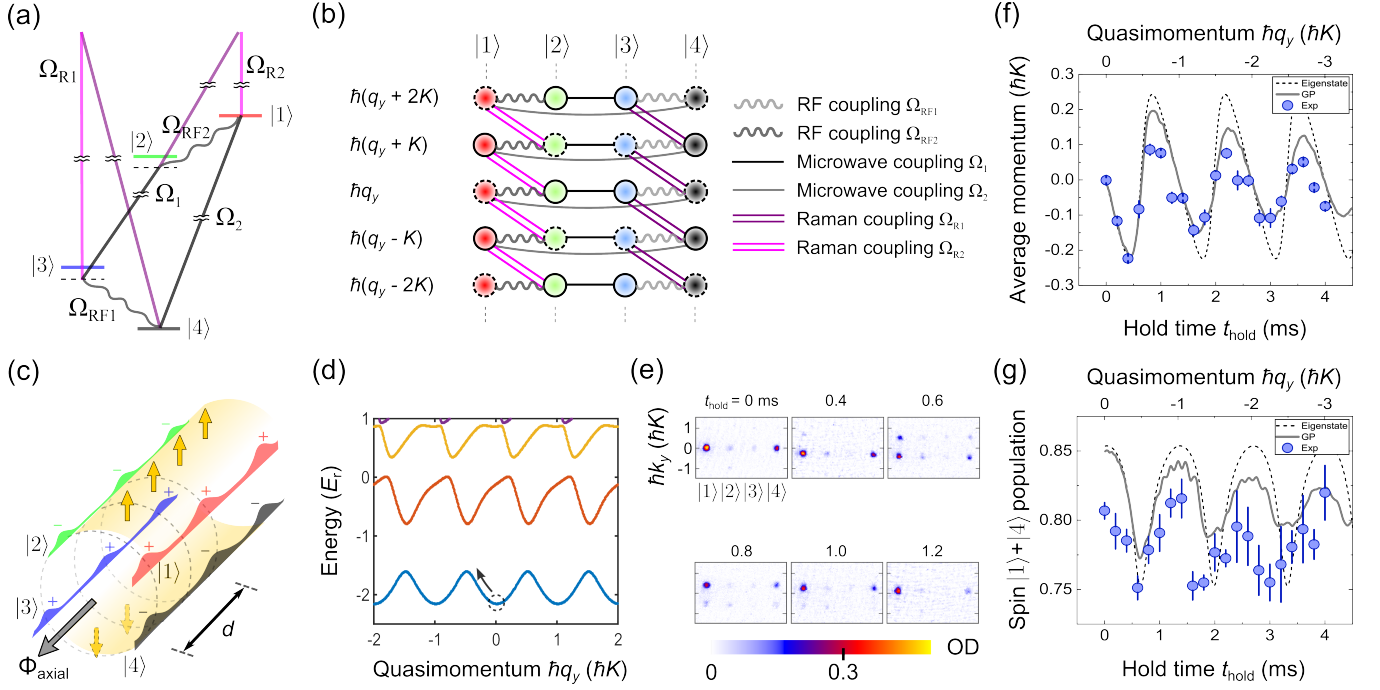 (a)
Ω_R1
Ω_R2
|1⟩
Ω_RF2
|2⟩
Ω_1
Ω_2
|3⟩
Ω_RF1
|4⟩
(b)
|1⟩ |2⟩ |3⟩ |4⟩
ħ(q_y + 2K)
ħ(q_y + K)
ħq_y
ħ(q_y - K)
ħ(q_y - 2K)
RF coupling Ω_RF1
RF coupling Ω_RF2
Microwave coupling Ω_1
Microwave coupling Ω_2
Raman coupling Ω_R1
Raman coupling Ω_R2
(c)
+
−
+
−
+
−
|2⟩
+
|1⟩
−
+
−
|3⟩
d
Φ_axial
|4⟩
(d)
Energy (E_r)
1
0
-1
-2
-2 -1 0 1 2
Quasimomentum ħq_y (ħK)
(e)
t_hold = 0 ms 0.4 0.6
ħk_y (ħK)
1
0
-1
|1⟩ |2⟩ |3⟩ |4⟩
0.8 1.0 1.2
OD
0 0.3
(f)
Quasimomentum ħq_y (ħK)
0 -1 -2 -3
Average momentum (ħK)
0.3
0.2
0.1
0.0
-0.1
-0.2
-0.3
Eigenstate
GP
Exp
0 1 2 3 4
Hold time t_hold (ms)
(g)
Quasimomentum ħq_y (ħK)
0 -1 -2 -3
Spin |1⟩+|4⟩ population
0.85
0.80
0.75
Eigenstate
GP
Exp
0 1 2 3 4
Hold time t_hold (ms)